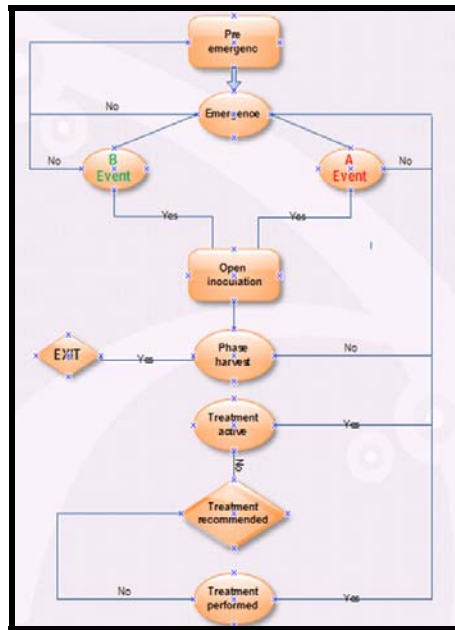 Pre
emergenc
Emergence
No
No
B
Event
A
Event
No
Yes
Yes
Open
inoculation
EXIT
Yes
Phase
harvest
No
Treatment
active
Yes
No
Treatment
recommended
No
Treatment
performed
Yes